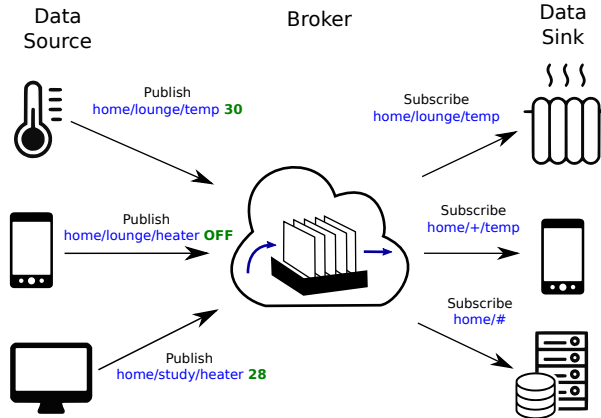 Data
Source
Broker
Data
Sink
Publish
home/lounge/temp 30
Subscribe
home/lounge/temp
Publish
home/lounge/heater OFF
Subscribe
home/+/temp
Publish
home/study/heater 28
Subscribe
home/#